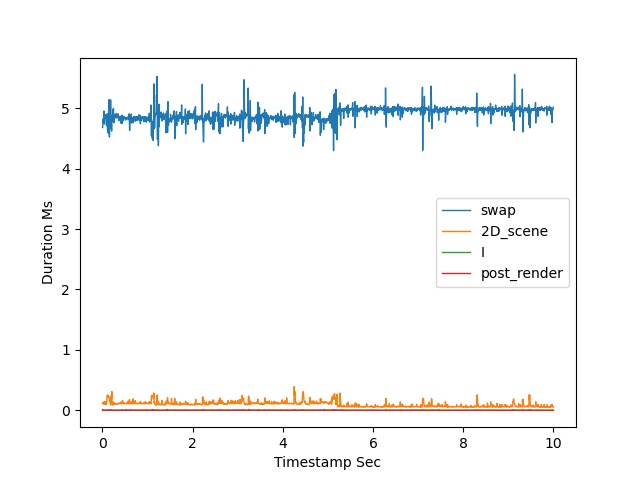 5
4
3
2
1
0
Duration Ms
swap
2D_scene
I
post_render
0 2 4 6 8 10
Timestamp Sec